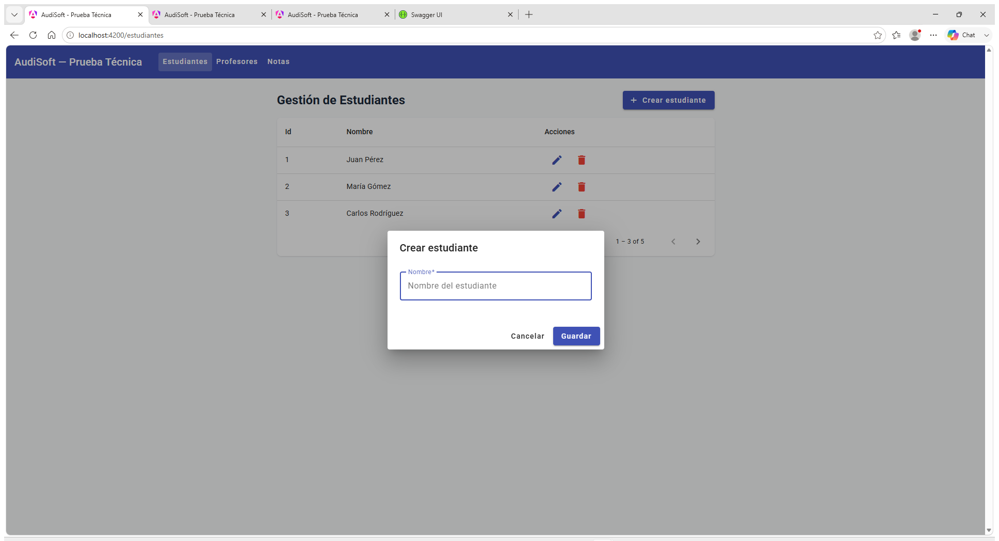 AudiSoft - Prueba Técnica
AudiSoft - Prueba Técnica
AudiSoft - Prueba Técnica
Swagger UI
localhost:4200/estudiantes
Chat
AudiSoft — Prueba Técnica
Estudiantes
Profesores
Notas
Gestión de Estudiantes
+ Crear estudiante
Id Nombre Acciones
1 Juan Pérez
2 María Gómez
3 Carlos Rodríguez
1 – 3 of 5
Crear estudiante
Nombre*
Nombre del estudiante
Cancelar
Guardar